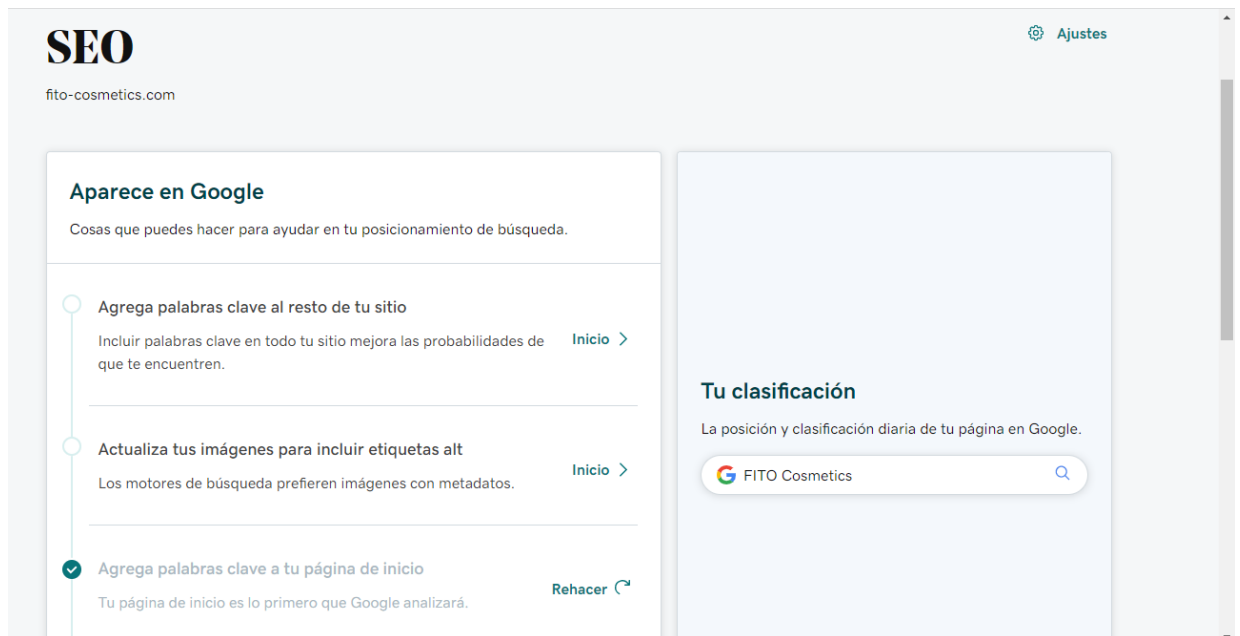 SEO
Ajustes
fito-cosmetics.com
Aparece en Google
Cosas que puedes hacer para ayudar en tu posicionamiento de búsqueda.
Agrega palabras clave al resto de tu sitio
Incluir palabras clave en todo tu sitio mejora las probabilidades de
que te encuentren.
Inicio
Actualiza tus imágenes para incluir etiquetas alt
Los motores de búsqueda prefieren imágenes con metadatos.
Inicio
Agrega palabras clave a tu página de inicio
Tu página de inicio es lo primero que Google analizará.
Rehacer
Tu clasificación
La posición y clasificación diaria de tu página en Google.
FITO Cosmetics